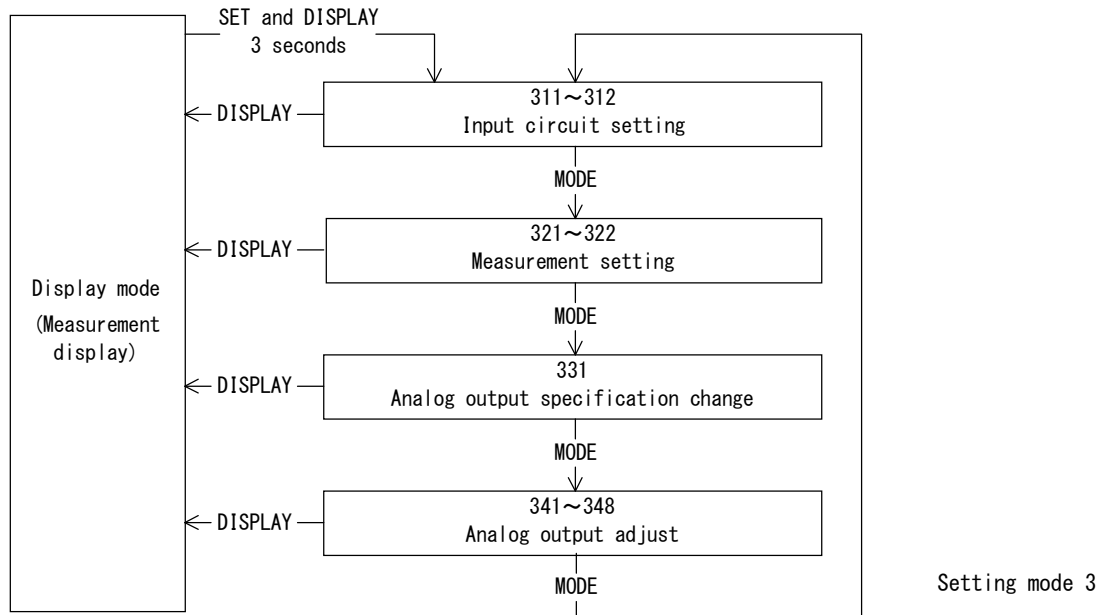 SET and DISPLAY
3 seconds
311～312
Input circuit setting
DISPLAY
MODE
321～322
Measurement setting
DISPLAY
Display mode
(Measurement
display)
MODE
331
Analog output specification change
DISPLAY
MODE
341～348
Analog output adjust
DISPLAY
MODE
Setting mode 3